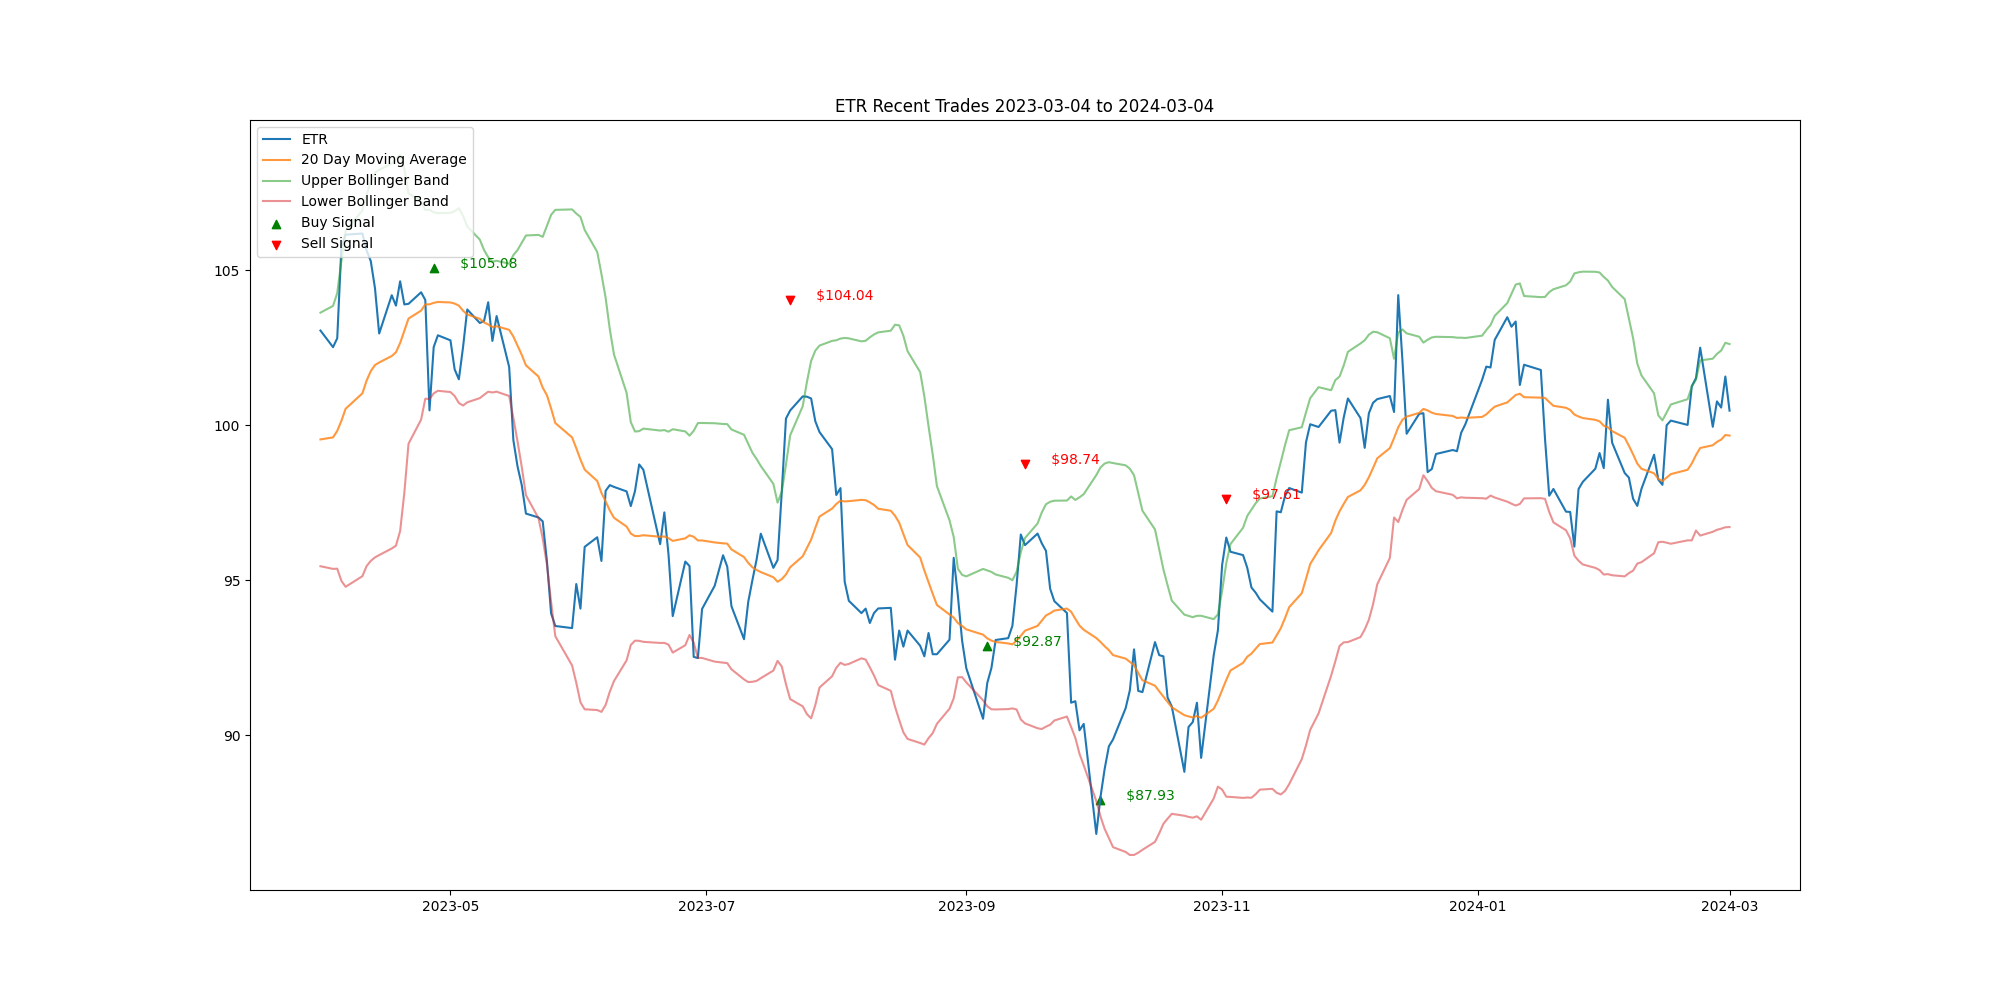 ETR Recent Trades 2023-03-04 to 2024-03-04
ETR
20 Day Moving Average
Upper Bollinger Band
Lower Bollinger Band
Buy Signal
Sell Signal
105
100
95
90
$105.08
$104.04
$98.74
$97.61
$92.87
$87.93
2023-05
2023-07
2023-09
2023-11
2024-01
2024-03